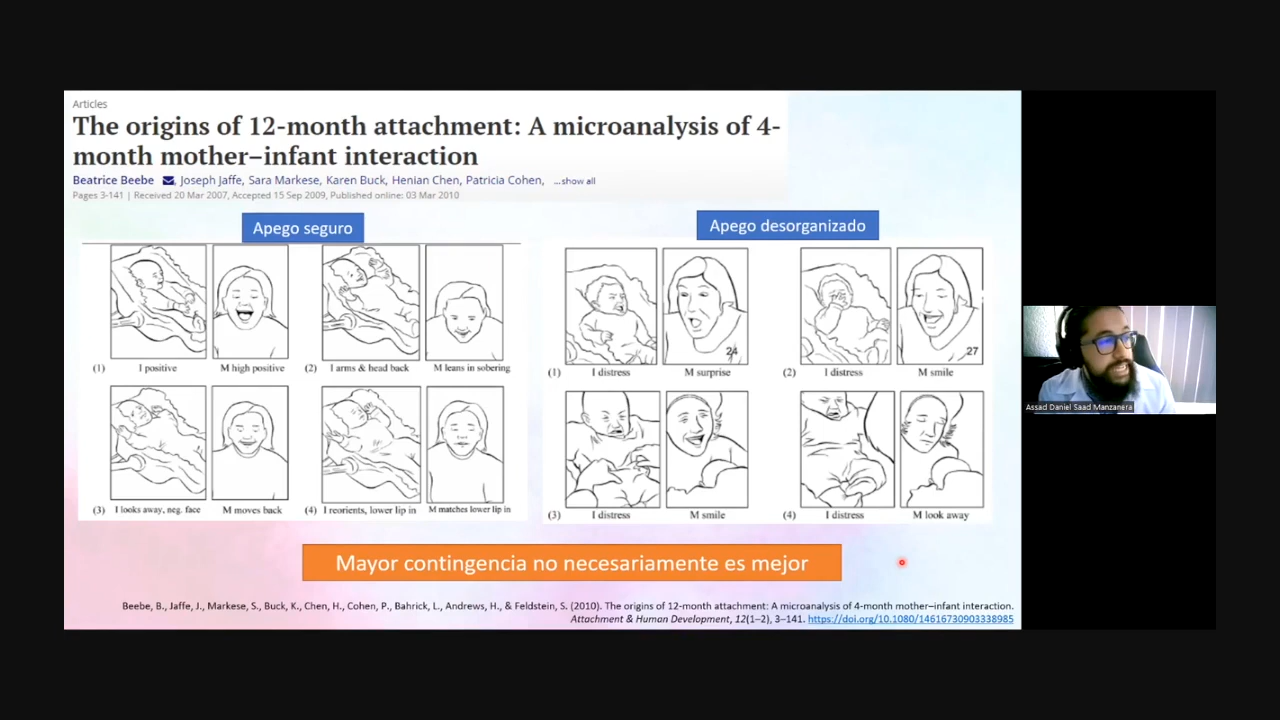 Articles
The origins of 12-month attachment: A microanalysis of 4-
month mother–infant interaction
Beatrice Beebe, Joseph Jaffe, Sara Markese, Karen Buck, Henian Chen, Patricia Cohen, ...show all
Pages 3-141 | Received 20 Mar 2007, Accepted 15 Sep 2009, Published online: 03 Mar 2010
Apego seguro
(1) I positive M high positive (2) I arms & head back M leans in sobering
(3) I looks away, neg. face M moves back (4) I reorients, lower lip in M matches lower lip in
Apego desorganizado
24
27
(1) I distress M surprise (2) I distress M smile
(3) I distress M smile (4) I distress M look away
Mayor contingencia no necesariamente es mejor
Beebe, B., Jaffe, J., Markese, S., Buck, K., Chen, H., Cohen, P., Bahrick, L., Andrews, H., & Feldstein, S. (2010). The origins of 12-month attachment: A microanalysis of 4-month mother–infant interaction.
Attachment & Human Development, 12(1–2), 3–141. https://doi.org/10.1080/14616730903338985
Assad Daniel Saad Manzanera